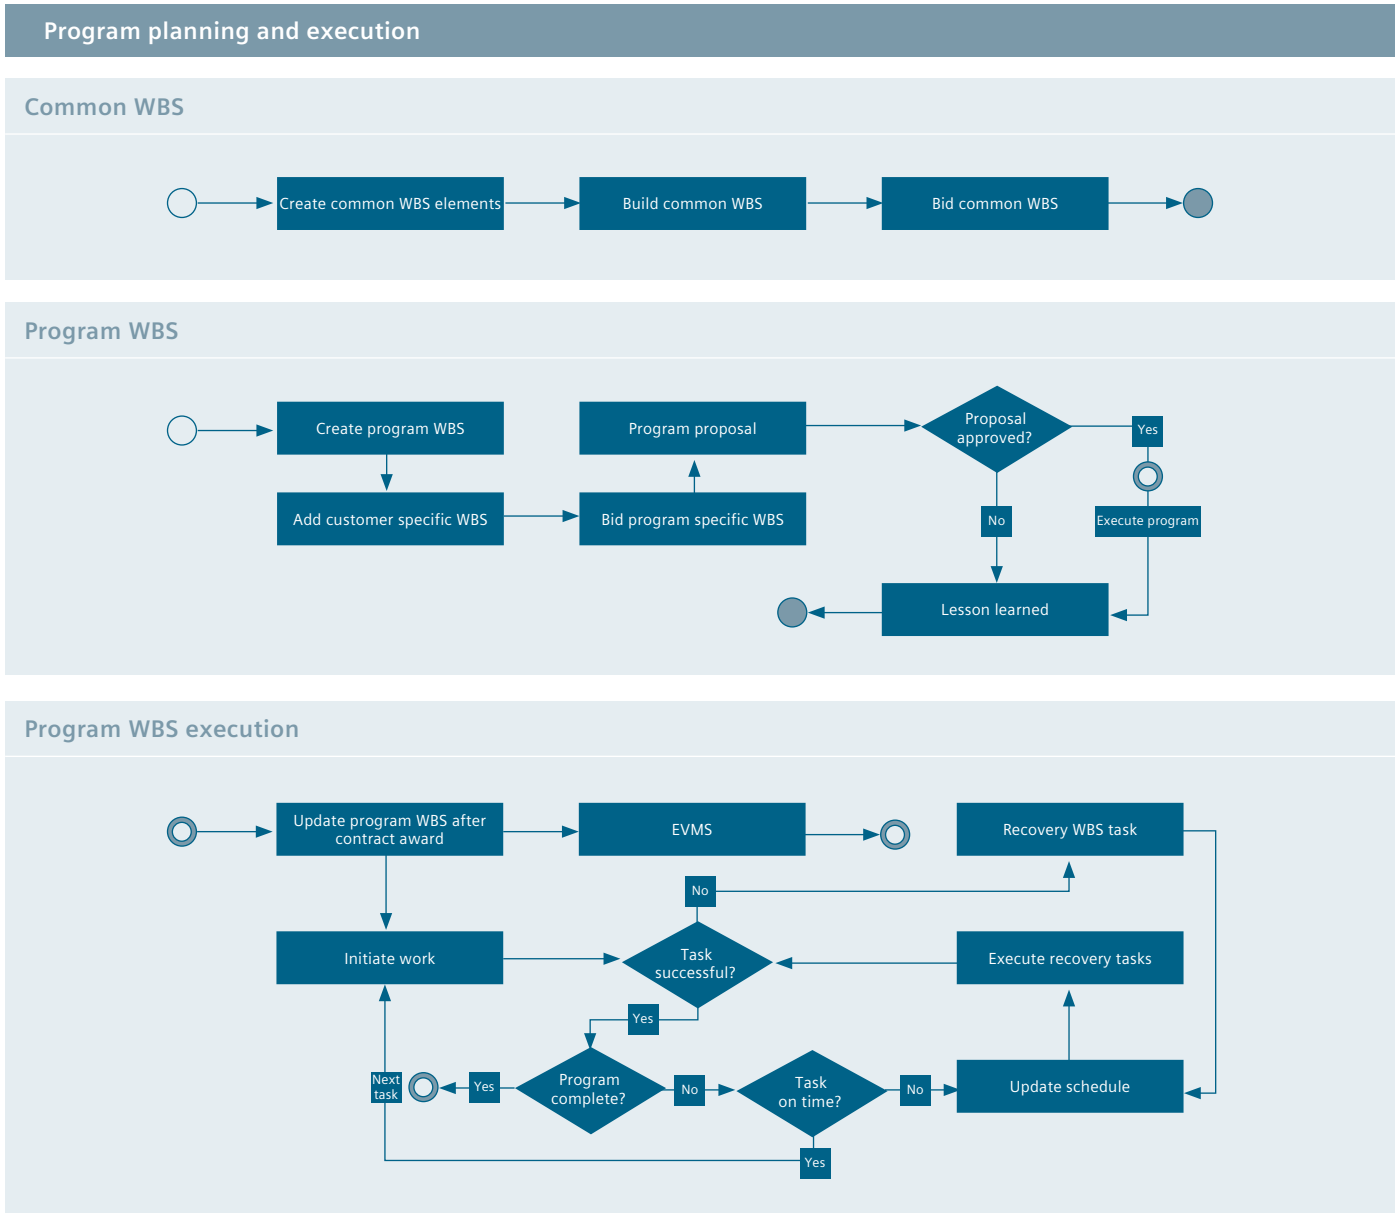 Program planning and execution
Common WBS
Create common WBS elements
Build common WBS
Bid common WBS
Program WBS
Create program WBS
Program proposal
Proposal
approved?
Yes
Add customer specific WBS
Bid program specific WBS
No
Execute program
Lesson learned
Program WBS execution
Update program WBS after
contract award
EVMS
Recovery WBS task
No
Initiate work
Task
successful?
Execute recovery tasks
Yes
Next
task
Yes
Program
complete?
No
Task
on time?
No
Update schedule
Yes